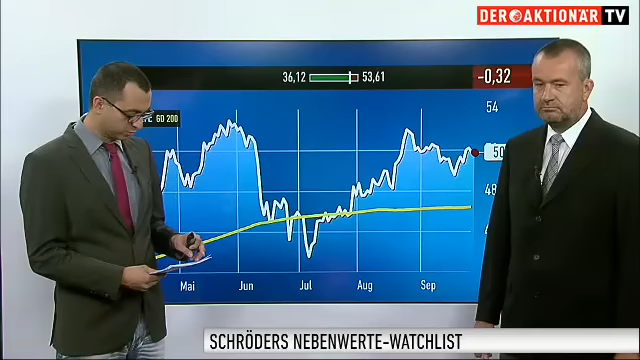 DER AKTIONÄR TV
36,12 53,61
-0,32
GD 200
54
50
48
Mai Jun Jul Aug Sep
SCHRÖDERS NEBENWERTE-WATCHLIST